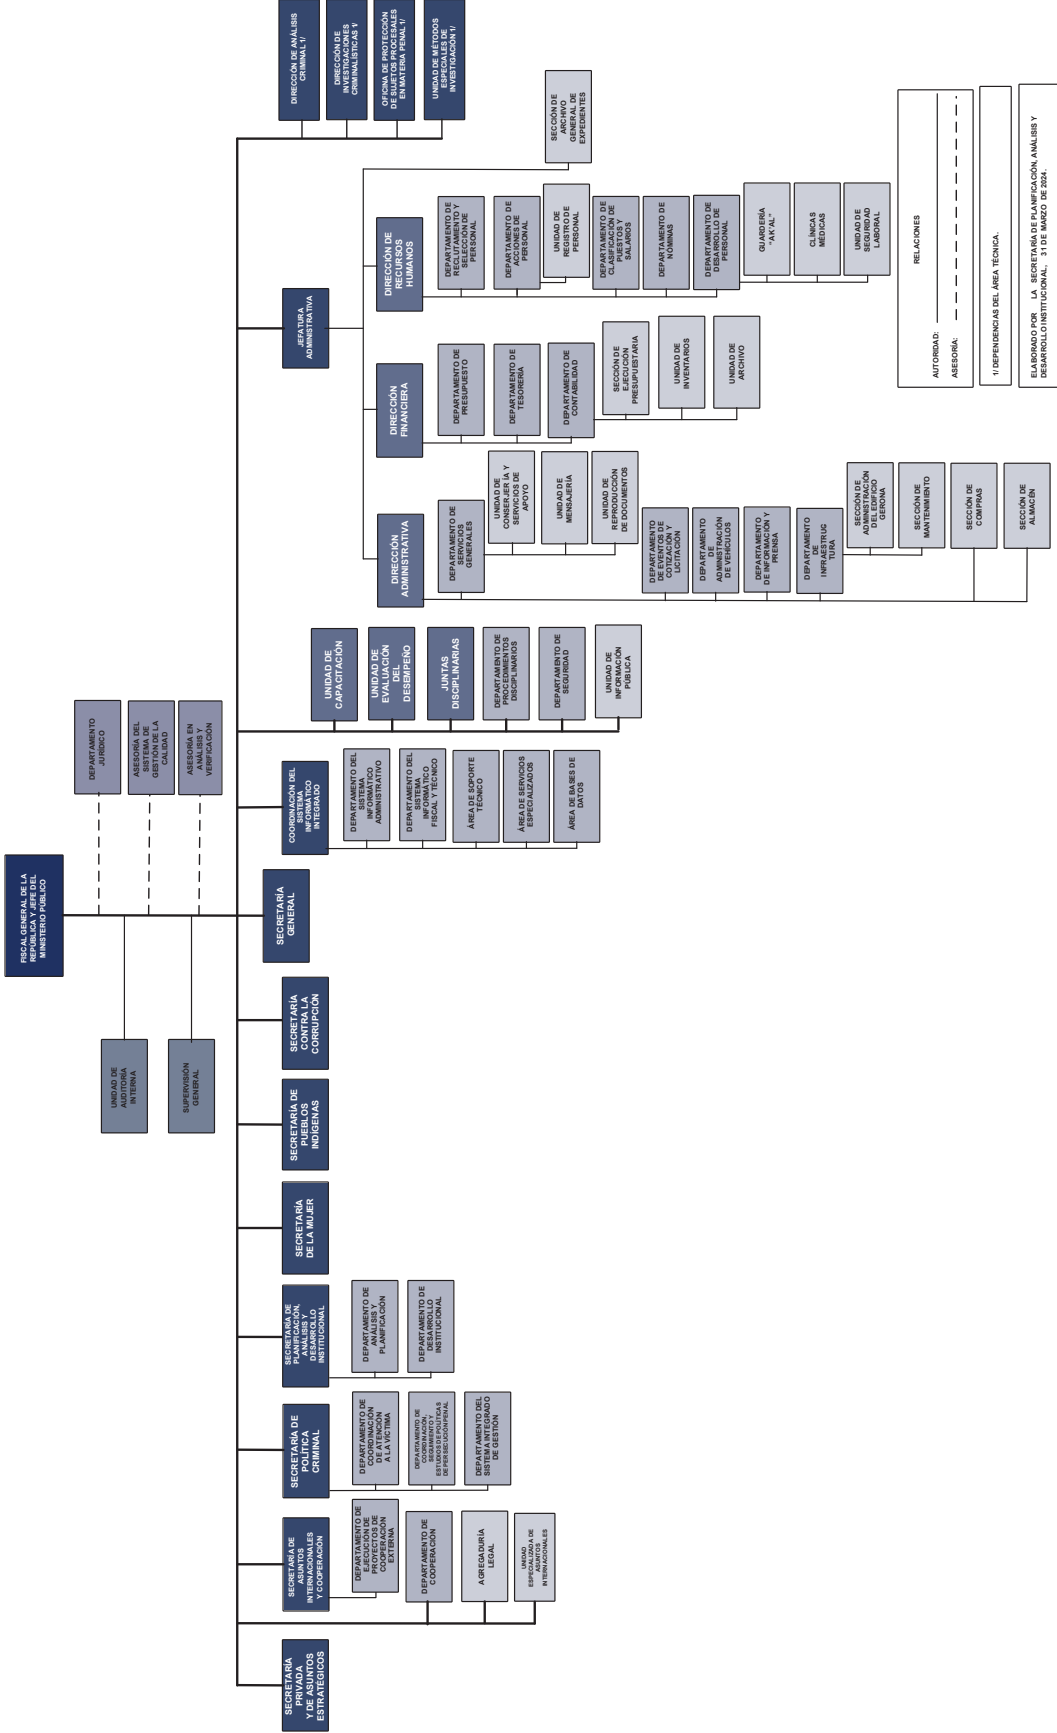 FISCAL GENERAL DE LA
REPÚBLICA Y JEFE DEL
MINISTERIO PÚBLICO
UNIDAD DE
AUDITORÍA
INTERNA
SUPERVISIÓN
GENERAL
DEPARTAMENTO
JURÍDICO
ASESORÍA DEL
SISTEMA DE
GESTIÓN DE LA
CALIDAD
ASESORÍA EN
ANÁLISIS Y
VERIFICACIÓN
SECRETARÍA
PRIVADA
Y DE ASUNTOS
ESTRATÉGICOS
SECRETARÍA DE
ASUNTOS
INTERNACIONALES
Y COOPERACIÓN
DEPARTAMENTO DE
EJECUCIÓN DE
PROYECTOS DE
COOPERACIÓN
EXTERNA
DEPARTAMENTO DE
COOPERACIÓN
AGREGADURÍA
LEGAL
UNIDAD
ESPECIALIZADA DE
ASUNTOS
INTERNACIONALES
SECRETARÍA DE
POLÍTICA
CRIMINAL
DEPARTAMENTO DE
COORDINACIÓN
DE ATENCIÓN
A LA VÍCTIMA
DEPARTAMENTO DE
COORDINACIÓN,
SEGUIMIENTO Y
ESTUDIOS DE POLÍTICAS
DE PERSECUCIÓN PENAL
DEPARTAMENTO DEL
SISTEMA INTEGRADO
DE GESTIÓN
SECRETARÍA DE
PLANIFICACIÓN,
ANÁLISIS Y
DESARROLLO
INSTITUCIONAL
DEPARTAMENTO DE
ANÁLISIS Y
PLANIFICACIÓN
DEPARTAMENTO DE
DESARROLLO
INSTITUCIONAL
SECRETARÍA
DE LA MUJER
SECRETARÍA DE
PUEBLOS
INDÍGENAS
SECRETARÍA
CONTRA LA
CORRUPCIÓN
SECRETARÍA
GENERAL
COORDINACIÓN DEL
SISTEMA
INFORMÁTICO
INTEGRADO
DEPARTAMENTO DEL
SISTEMA
INFORMÁTICO
ADMINISTRATIVO
DEPARTAMENTO DEL
SISTEMA
INFORMÁTICO
FISCAL Y TÉCNICO
ÁREA DE SOPORTE
TÉCNICO
ÁREA DE SERVICIOS
ESPECIALIZADOS
ÁREA DE BASES DE
DATOS
UNIDAD DE
CAPACITACIÓN
UNIDAD DE
EVALUACIÓN
DEL
DESEMPEÑO
JUNTAS
DISCIPLINARIAS
DEPARTAMENTO DE
PROCEDIMIENTOS
DISCIPLINARIOS
DEPARTAMENTO DE
SEGURIDAD
UNIDAD DE
INFORMACIÓN
PÚBLICA
JEFATURA
ADMINISTRATIVA
DIRECCIÓN
ADMINISTRATIVA
DEPARTAMENTO DE
SERVICIOS
GENERALES
UNIDAD DE
CONSERJERÍA Y
SERVICIOS DE
APOYO
UNIDAD DE
MENSAJERÍA
UNIDAD DE
REPRODUCCIÓN
DE DOCUMENTOS
DEPARTAMENTO
DE EVENTOS DE
COTIZACIÓN Y
LICITACIÓN
DEPARTAMENTO
DE
ADMINISTRACIÓN
DE VEHÍCULOS
DEPARTAMENTO
DE INFORMACIÓN Y
PRENSA
DEPARTAMENTO
DE
INFRAESTRUC
TURA
SECCIÓN DE
ADMINISTRACIÓN
DEL EDIFICIO
GERONA
SECCIÓN DE
MANTENIMIENTO
SECCIÓN DE
COMPRAS
SECCIÓN DE
ALMACÉN
DIRECCIÓN
FINANCIERA
DEPARTAMENTO DE
PRESUPUESTO
DEPARTAMENTO DE
TESORERÍA
DEPARTAMENTO DE
CONTABILIDAD
SECCIÓN DE
EJECUCIÓN
PRESUPUESTARIA
UNIDAD DE
INVENTARIOS
UNIDAD DE
ARCHIVO
DIRECCIÓN DE
RECURSOS
HUMANOS
DEPARTAMENTO DE
RECLUTAMIENTO Y
SELECCIÓN DE
PERSONAL
DEPARTAMENTO DE
ACCIONES DE
PERSONAL
UNIDAD DE
REGISTRO DE
PERSONAL
DEPARTAMENTO DE
CLASIFICACIÓN DE
PUESTOS Y
SALARIOS
DEPARTAMENTO DE
NÓMINAS
DEPARTAMENTO DE
DESARROLLO DE
PERSONAL
GUARDERÍA
“AK’AL”
CLÍNICAS
MÉDICAS
UNIDAD DE
SEGURIDAD
LABORAL
SECCIÓN DE
ARCHIVO
GENERAL DE
EXPEDIENTES
DIRECCIÓN DE ANÁLISIS
CRIMINAL 1/
DIRECCIÓN DE
INVESTIGACIONES
CRIMINALÍSTICAS 1/
OFICINA DE PROTECCIÓN
DE SUJETOS PROCESALES
EN MATERIA PENAL 1/
UNIDAD DE MÉTODOS
ESPECIALES DE
INVESTIGACIÓN 1/
RELACIONES
AUTORIDAD:
ASESORÍA:
1/ DEPENDENCIAS DEL ÁREA TÉCNICA.
ELABORADO POR LA SECRETARÍA DE PLANIFICACIÓN, ANÁLISIS Y
DESARROLLO INSTITUCIONAL, 31 DE MARZO DE 2024.